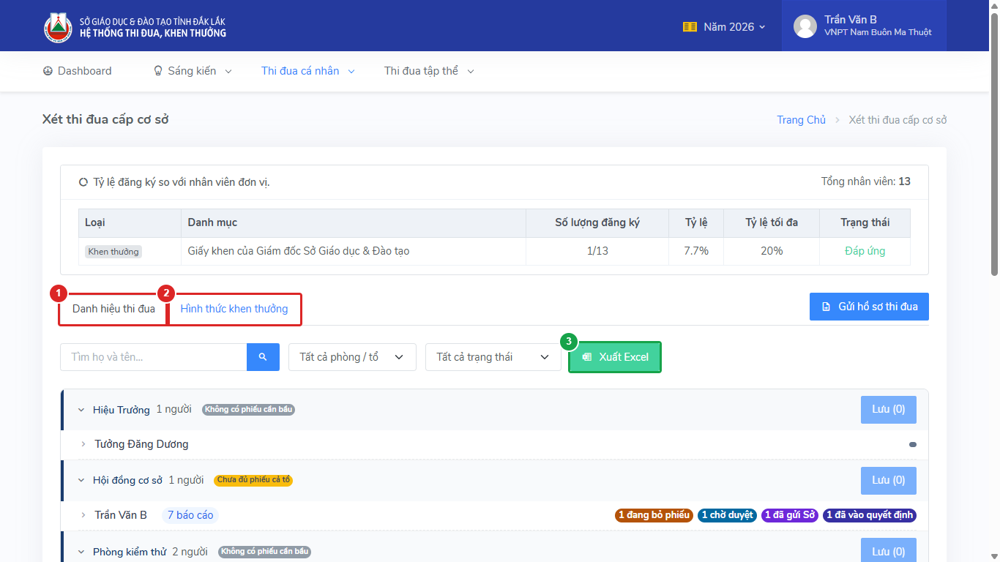 SỞ GIÁO DỤC & ĐÀO TẠO TỈNH ĐẮK LẮK
HỆ THỐNG THI ĐUA, KHEN THƯỞNG
Năm 2026
Trần Văn B
VNPT Nam Buôn Ma Thuột
Dashboard
Sáng kiến
Thi đua cá nhân
Thi đua tập thể
Xét thi đua cấp cơ sở
Trang Chủ
Xét thi đua cấp cơ sở
Tỷ lệ đăng ký so với nhân viên đơn vị.
Tổng nhân viên: 13
Loại Danh mục Số lượng đăng ký Tỷ lệ Tỷ lệ tối đa Trạng thái
Khen thưởng Giấy khen của Giám đốc Sở Giáo dục & Đào tạo 1/13 7.7% 20% Đáp ứng
1 Danh hiệu thi đua
2 Hình thức khen thưởng
Gửi hồ sơ thi đua
Tìm họ và tên...
Tất cả phòng / tổ
Tất cả trạng thái
3 Xuất Excel
Hiệu Trưởng 1 người Không có phiếu cần bầu Lưu (0)
Tưởng Đăng Dương
Hội đồng cơ sở 1 người Chưa đủ phiếu cả tổ Lưu (0)
Trần Văn B 7 báo cáo 1 đang bỏ phiếu 1 chờ duyệt 1 đã gửi Sở 1 đã vào quyết định
Phòng kiểm thử 2 người Không có phiếu cần bầu Lưu (0)